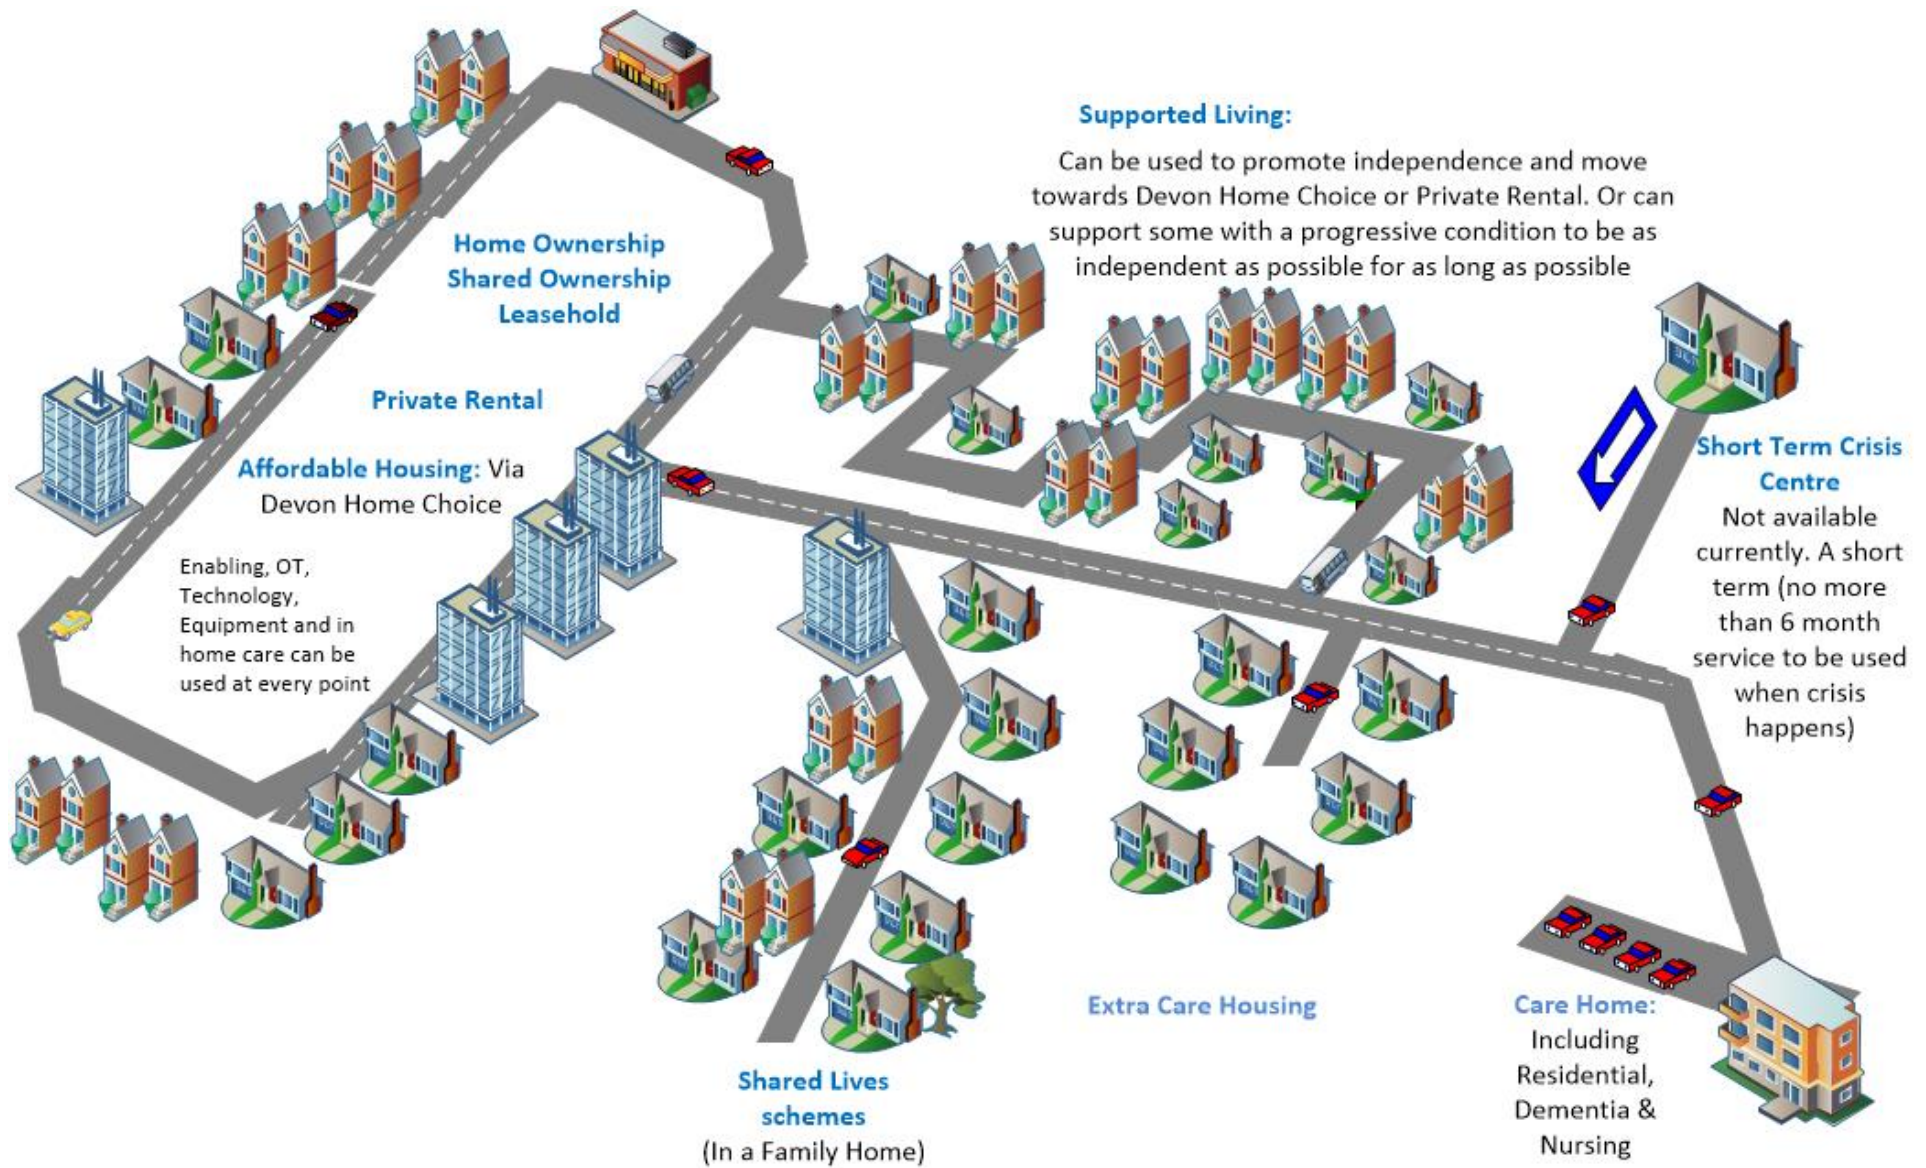 Supported Living:
Can be used to promote independence and move
towards Devon Home Choice or Private Rental. Or can
support some with a progressive condition to be as
independent as possible for as long as possible
Home Ownership
Shared Ownership
Leasehold
Private Rental
Affordable Housing: Via
Devon Home Choice
Enabling, OT,
Technology,
Equipment and in
home care can be
used at every point
Short Term Crisis
Centre
Not available
currently. A short
term (no more
than 6 month
service to be used
when crisis
happens)
Extra Care Housing
Care Home:
Including
Residential,
Dementia &
Nursing
Shared Lives
schemes
(In a Family Home)